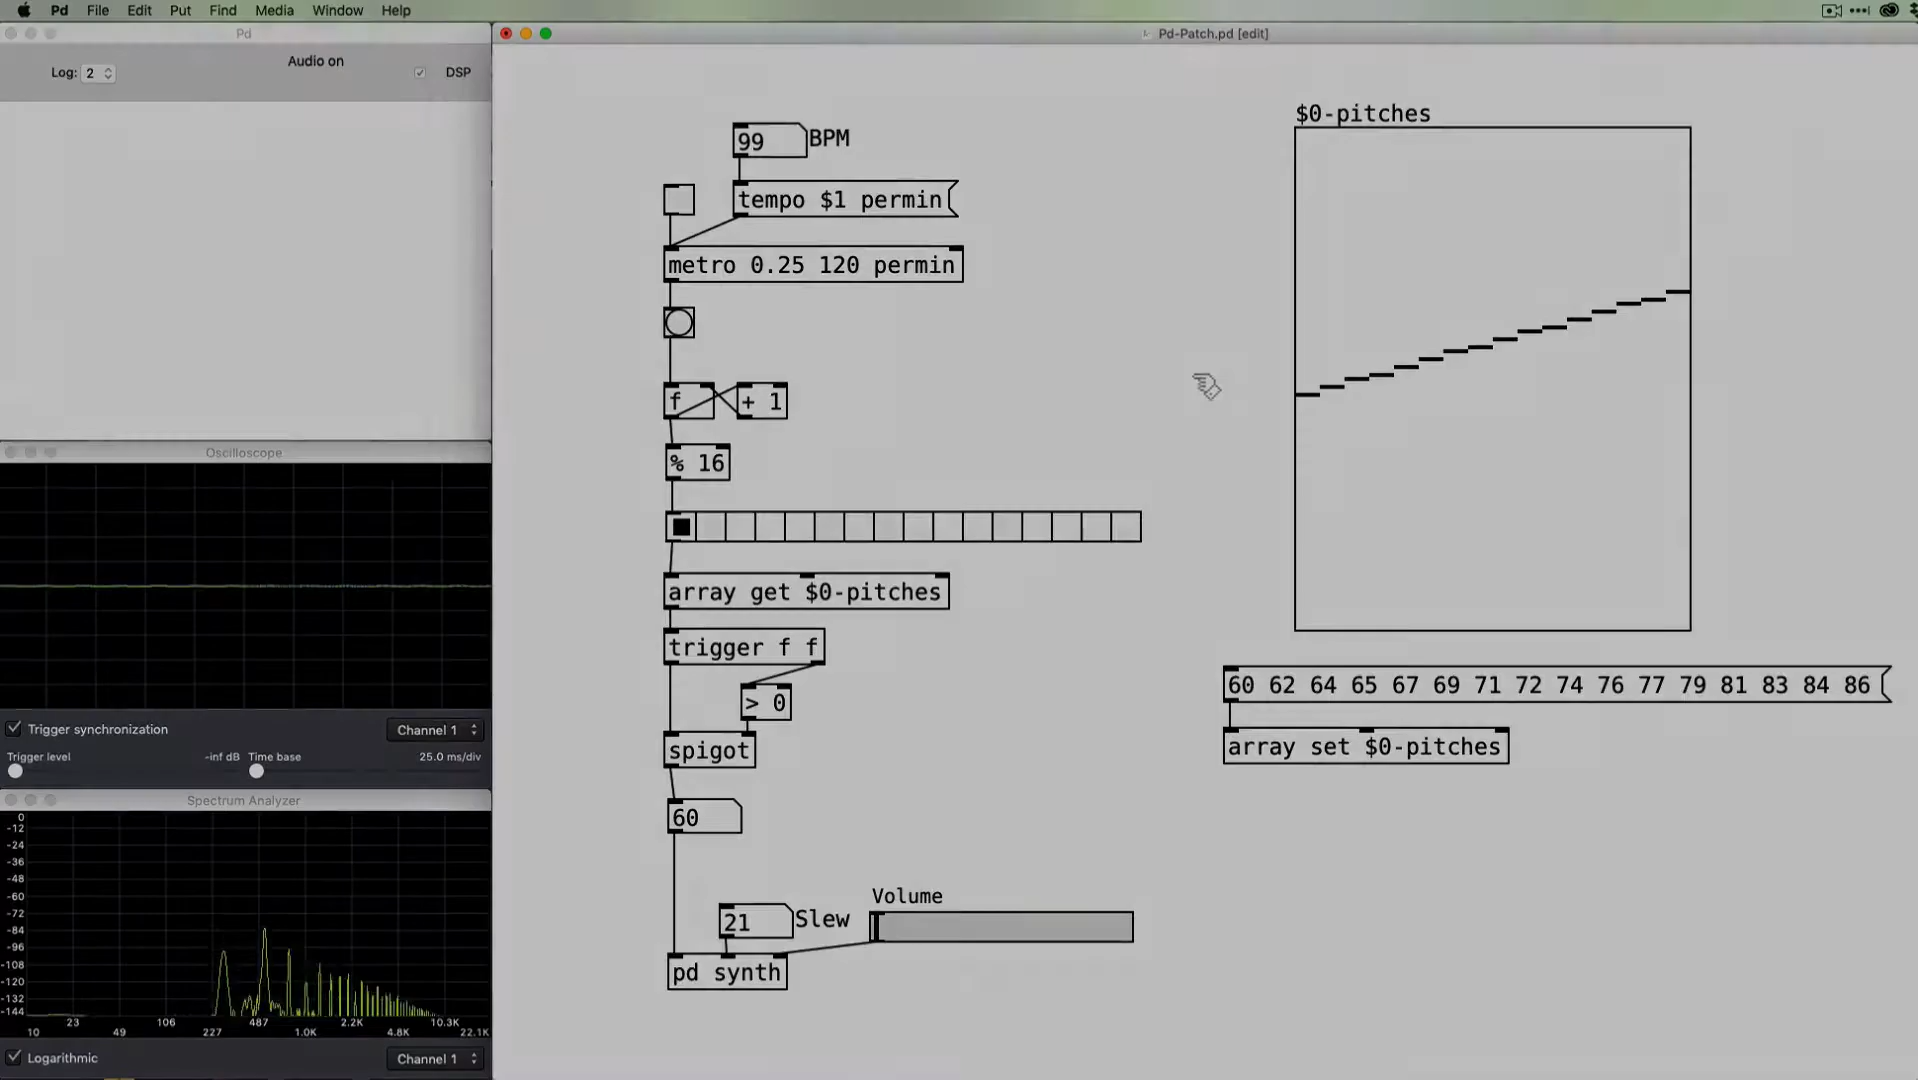 Pd File Edit Put Find Media Window Help
Pd
Log: 2
Audio on
DSP
Pd-Patch.pd [edit]
99 BPM
tempo $1 permin
metro 0.25 120 permin
f
+ 1
% 16
array get $0-pitches
trigger f f
> 0
spigot
60
21 Slew
Volume
pd synth
$0-pitches
60 62 64 65 67 69 71 72 74 76 77 79 81 83 84 86
array set $0-pitches
Oscilloscope
Trigger synchronization
Channel 1
Trigger level
-inf dB
Time base
25.0 ms/div
Spectrum Analyzer
0
-12
-24
-36
-48
-60
-72
-84
-96
-108
-120
-132
-144
23 106 487 2.2K 10.3K
10 49 227 1.0K 4.8K 22.1K
Logarithmic
Channel 1